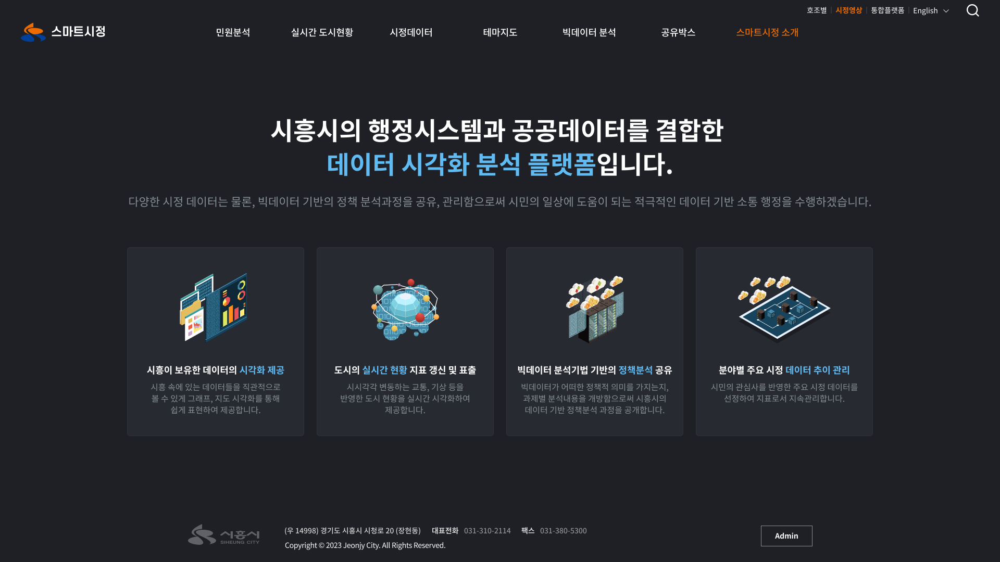 호조별
시정영상
통합플랫폼
English
스마트시정
민원분석
실시간 도시현황
시정데이터
테마지도
빅데이터 분석
공유박스
스마트시정 소개
시흥시의 행정시스템과 공공데이터를 결합한
데이터 시각화 분석 플랫폼입니다.
다양한 시정 데이터는 물론, 빅데이터 기반의 정책 분석과정을 공유, 관리함으로써 시민의 일상에 도움이 되는 적극적인 데이터 기반 소통 행정을 수행하겠습니다.
시흥이 보유한 데이터의 시각화 제공
시흥 속에 있는 데이터들을 직관적으로
볼 수 있게 그래프, 지도 시각화를 통해
쉽게 표현하여 제공합니다.
도시의 실시간 현황 지표 갱신 및 표출
시시각각 변동하는 교통, 기상 등을
반영한 도시 현황을 실시간 시각화하여
제공합니다.
빅데이터 분석기법 기반의 정책분석 공유
빅데이터가 어떠한 정책적 의미를 가지는지,
과제별 분석내용을 개방함으로써 시흥시의
데이터 기반 정책분석 과정을 공개합니다.
분야별 주요 시정 데이터 추이 관리
시민의 관심사를 반영한 주요 시정 데이터를
선정하여 지표로서 지속관리합니다.
시흥시
SIHEUNG CITY
(우 14998) 경기도 시흥시 시청로 20 (장현동) 대표전화 031-310-2114 팩스 031-380-5300
Copyright © 2023 Jeonjy City. All Rights Reserved.
Admin